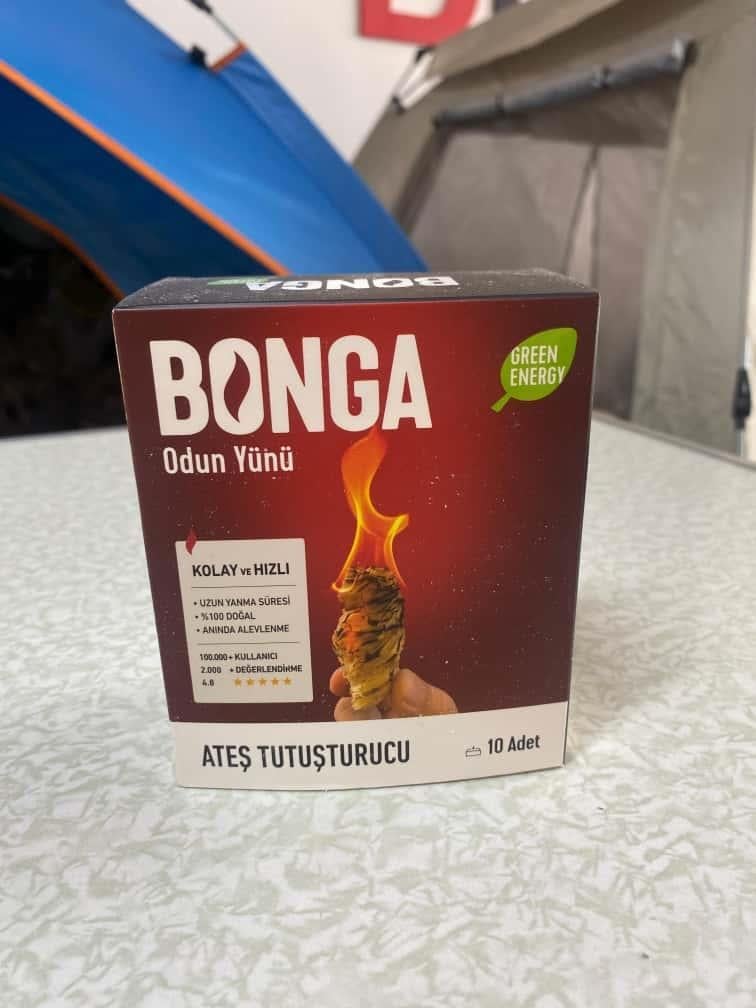 BONGA
BONGA
GREEN
ENERGY
Odun Yünü
KOLAY VE HIZLI
• UZUN YANMA SÜRESİ
• %100 DOĞAL
• ANINDA ALEVLENME
100.000+ KULLANICI
2.000 + DEĞERLENDİRME
4.8 ★★★★★
ATEŞ TUTUŞTURUCU
10 Adet